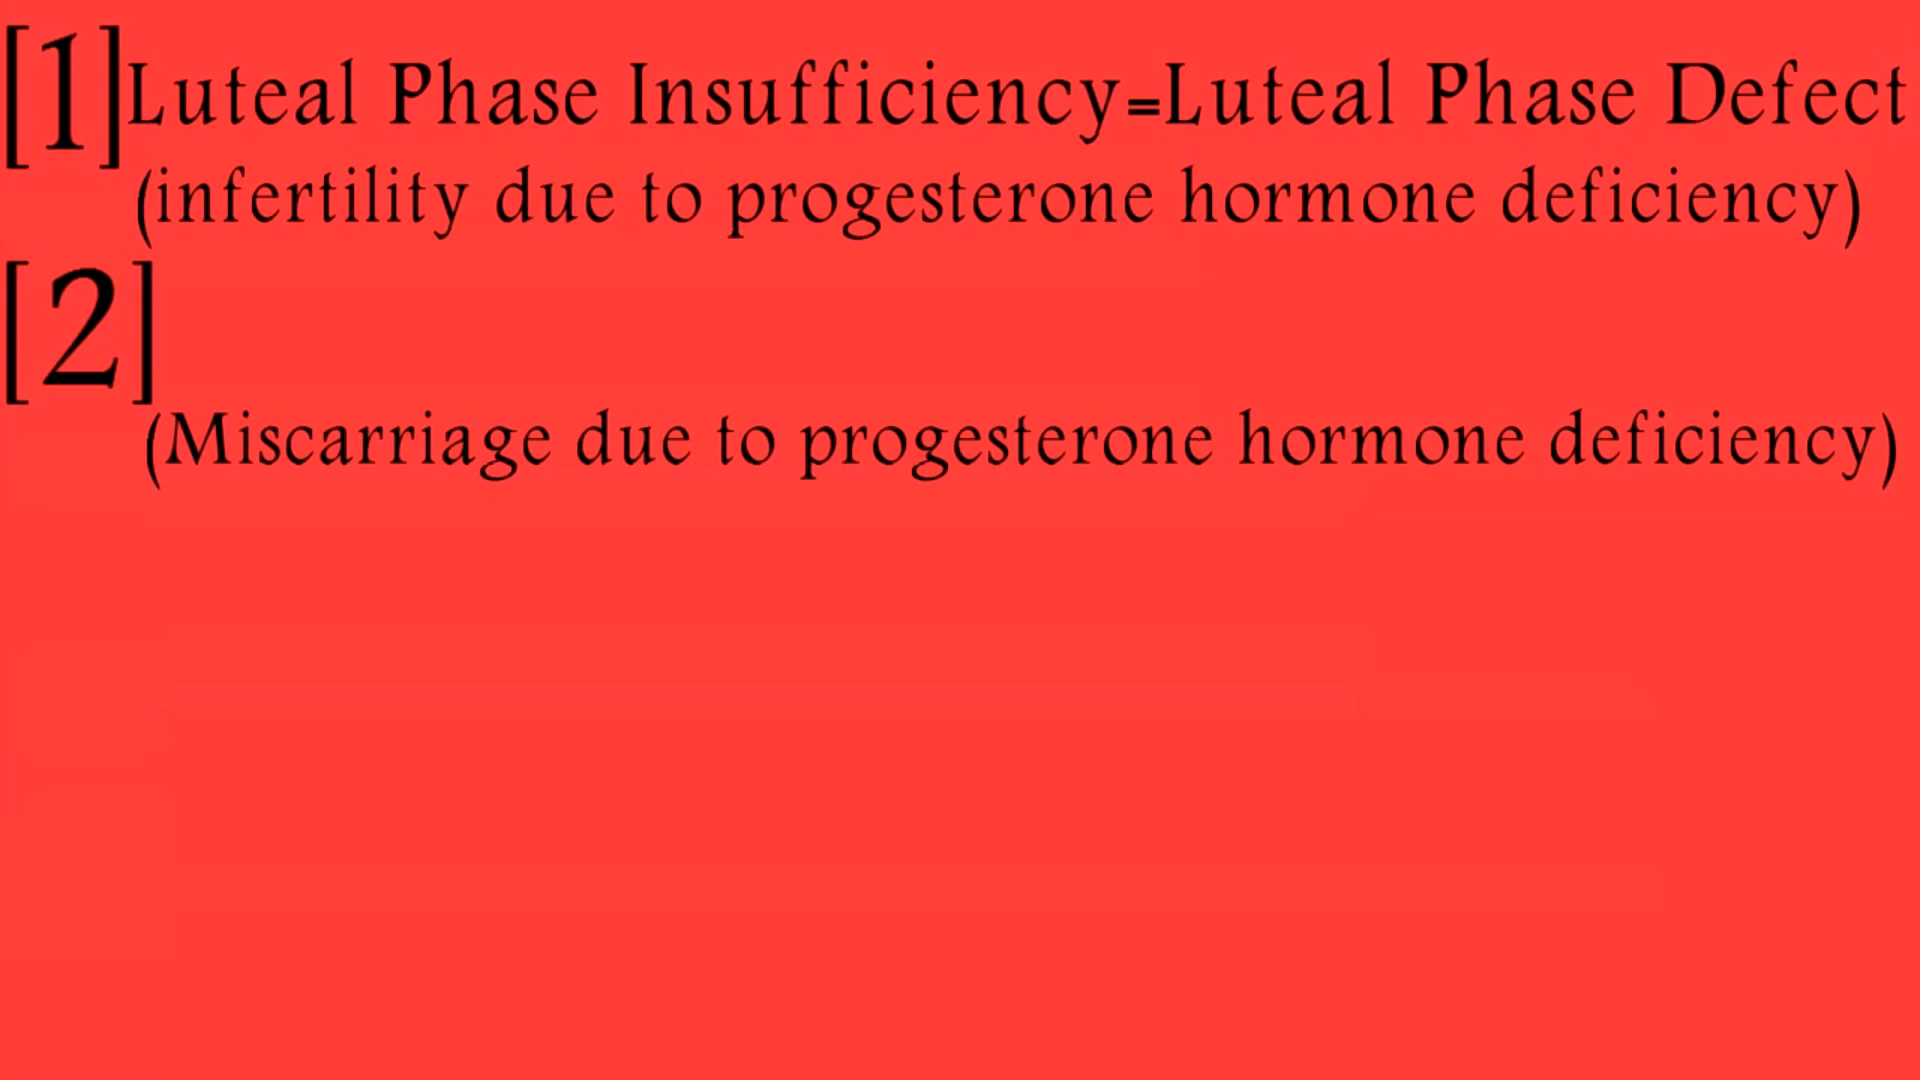 [1]Luteal Phase Insufficiency=Luteal Phase Defect
(infertility due to progesterone hormone deficiency)
[2]
(Miscarriage due to progesterone hormone deficiency)